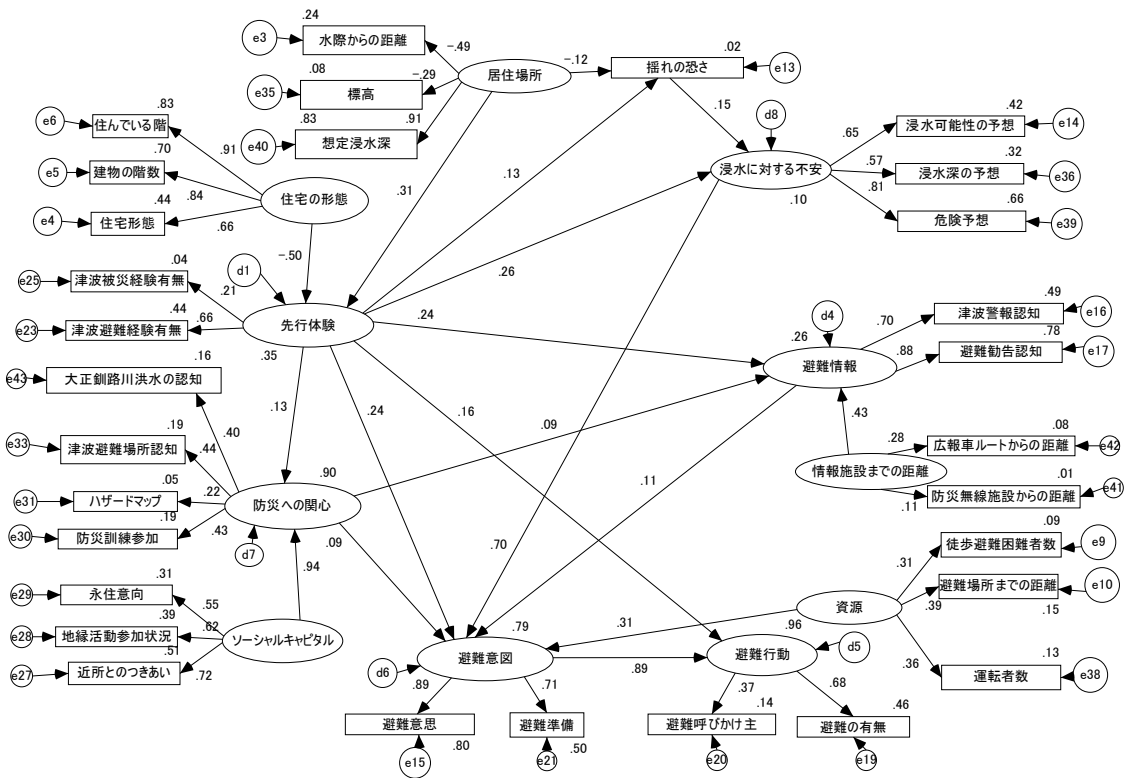 .24
e3
水際からの距離
-.49
.08
e35
標高
-.29
.83
e40
想定浸水深
.91
居住場所
-.12
.02
揺れの恐さ
e13
.15
d8
浸水に対する不安
.10
.65
.42
浸水可能性の予想
e14
.57
.32
浸水深の予想
e36
.81
.66
危険予想
e39
.83
e6
住んでいる階
.91
.70
e5
建物の階数
.84
.44
e4
住宅形態
.66
住宅の形態
-.50
.31
.13
.26
d1
.04
e25
津波被災経験有無
.21
.44
e23
津波避難経験有無
.66
先行体験
.35
.24
d4
.26
避難情報
.70
.49
津波警報認知
e16
.88
.78
避難勧告認知
e17
.43
.16
e43
大正釧路川洪水の認知
.40
.13
.24
.16
.09
.28
.08
広報車ルートからの距離
e42
情報施設までの距離
.11
.01
防災無線施設からの距離
e41
.19
e33
津波避難場所認知
.44
.05
e31
ハザードマップ
.22
.19
e30
防災訓練参加
.43
.90
防災への関心
d7
.09
.94
.11
.70
.09
.31
徒歩避難困難者数
e9
資源
.39
避難場所までの距離
.15
e10
.36
.13
運転者数
e38
.31
e29
永住意向
.55
.39
e28
地縁活動参加状況
.62
.51
e27
近所とのつきあい
.72
ソーシャルキャピタル
.79
避難意図
d6
.31
.89
.96
避難行動
d5
.89
避難意思
.80
e15
.71
避難準備
.50
e21
.37
.14
避難呼びかけ主
e20
.68
.46
避難の有無
e19